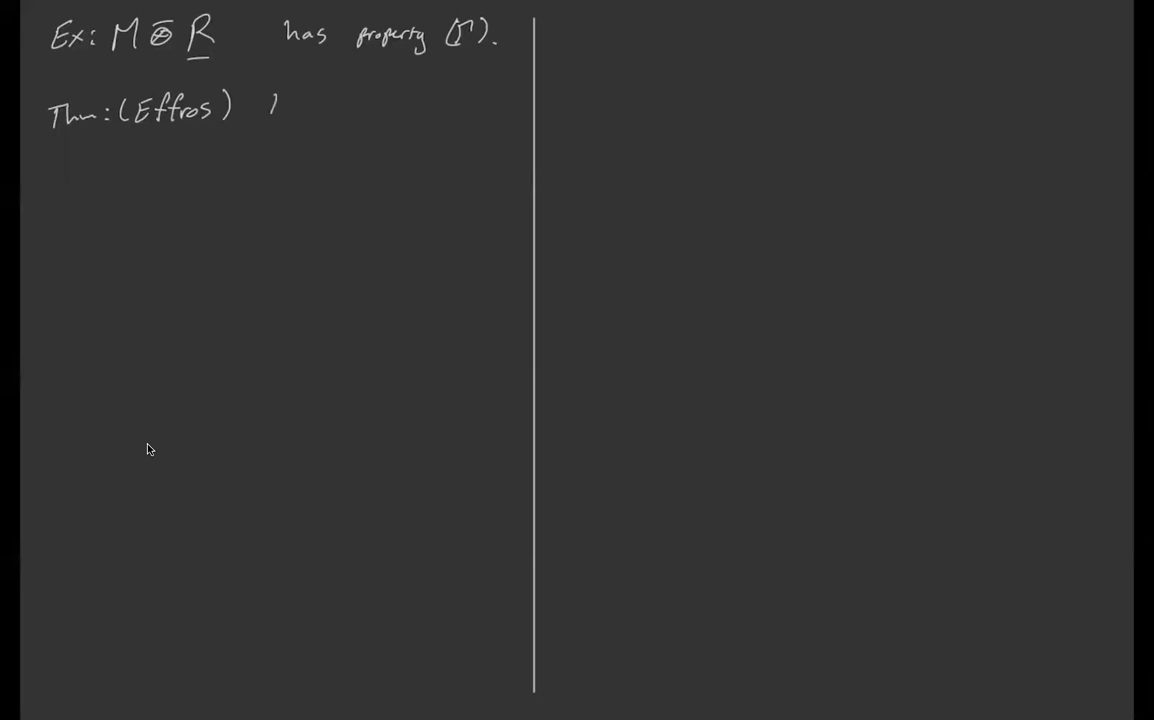 Ex: M ⊗̄ R has property (Γ).
Thm: (Effros)